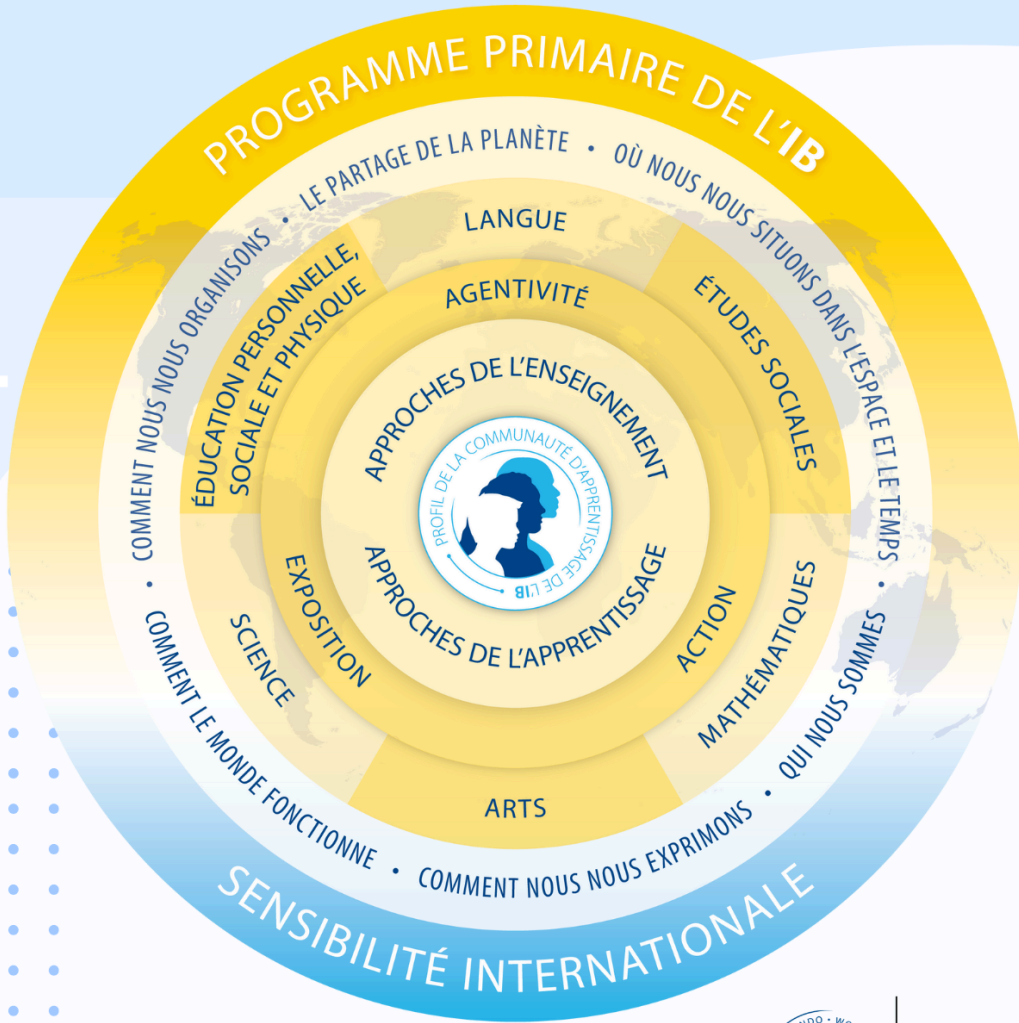 PROGRAMME PRIMAIRE DE L'IB
LE PARTAGE DE LA PLANÈTE • OÙ NOUS NOUS SITUONS DANS L'ESPACE ET LE TEMPS • QUI NOUS SOMMES • COMMENT NOUS NOUS EXPRIMONS • COMMENT LE MONDE FONCTIONNE • COMMENT NOUS NOUS ORGANISONS •
LANGUE
ÉTUDES SOCIALES
MATHÉMATIQUES
ARTS
SCIENCE
ÉDUCATION PERSONNELLE,
SOCIALE ET PHYSIQUE
AGENTIVITÉ
ACTION
EXPOSITION
APPROCHES DE L'ENSEIGNEMENT
APPROCHES DE L'APPRENTISSAGE
PROFIL DE LA COMMUNAUTÉ D'APPRENTISSAGE DE L'IB
SENSIBILITÉ INTERNATIONALE